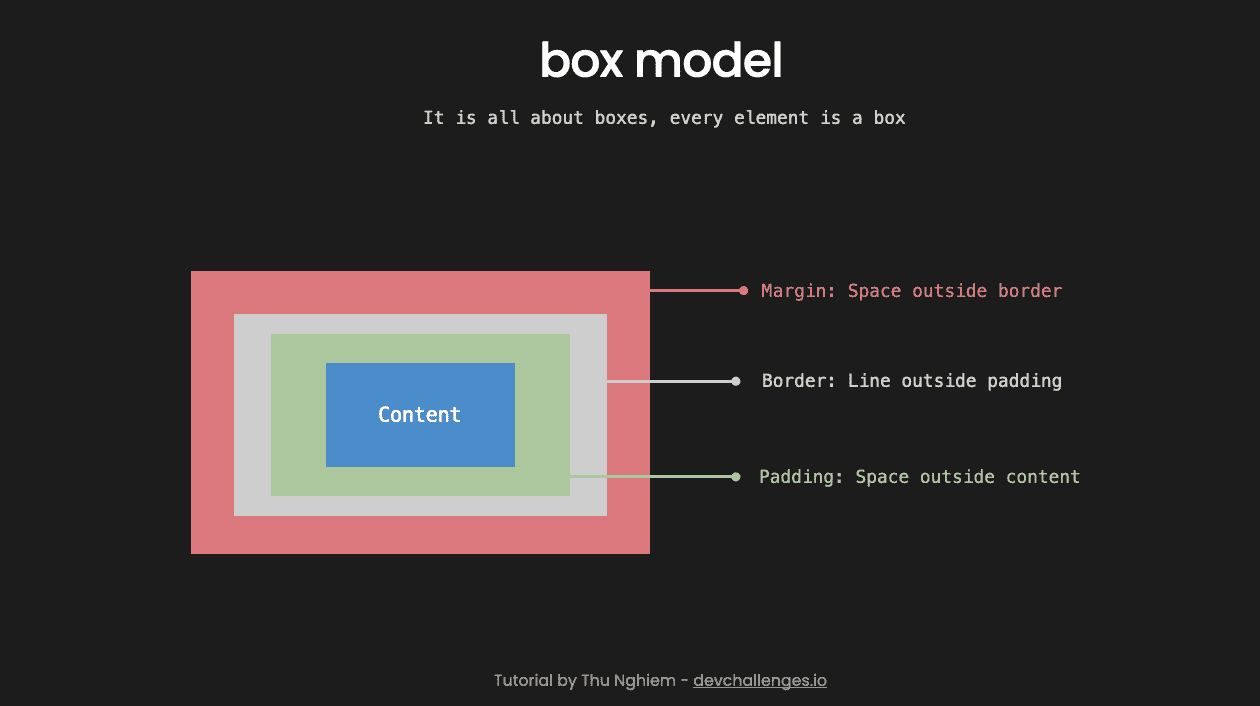 box model
It is all about boxes, every element is a box
Margin: Space outside border
Border: Line outside padding
Content
Padding: Space outside content
Tutorial by Thu Nghiem - devchallenges.io